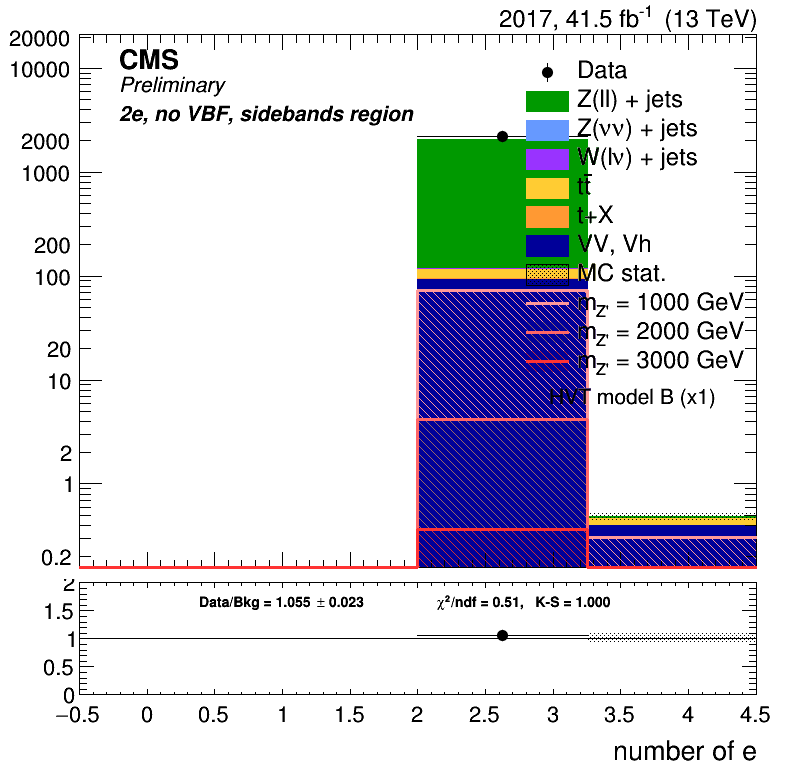 2017, 41.5 fb⁻¹ (13 TeV)
CMS
Preliminary
2e, no VBF, sidebands region
Data
Z(ll) + jets
Z(νν) + jets
W(lν) + jets
tt̄
t+X
VV, Vh
MC stat.
m_Z' = 1000 GeV
m_Z' = 2000 GeV
m_Z' = 3000 GeV
HVT model B (x1)
20000
10000
2000
1000
200
100
20
10
2
1
0.2
Data/Bkg = 1.055 ± 0.023 χ²/ndf = 0.51, K-S = 1.000
2
1.5
1
0.5
0
−0.5 0 0.5 1 1.5 2 2.5 3 3.5 4 4.5
number of e